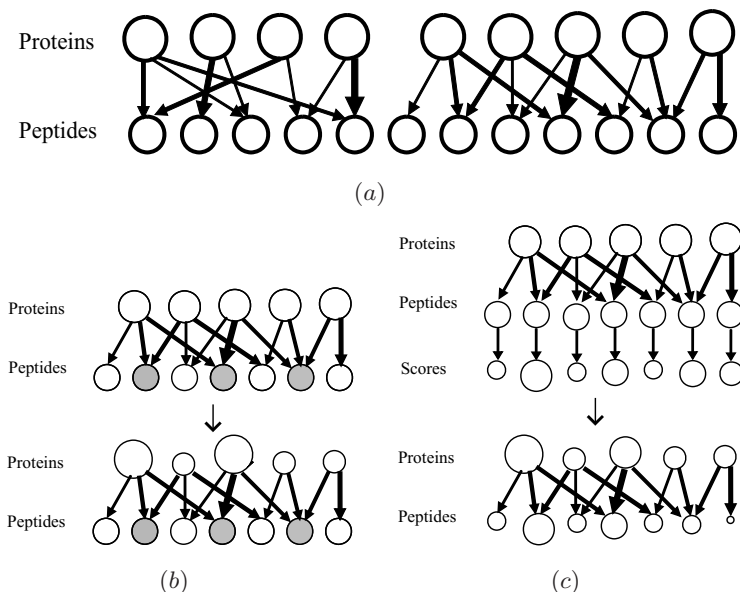 Proteins
Peptides
(a)
Proteins
Peptides
Proteins
Peptides
(b)
Proteins
Peptides
Scores
Proteins
Peptides
(c)